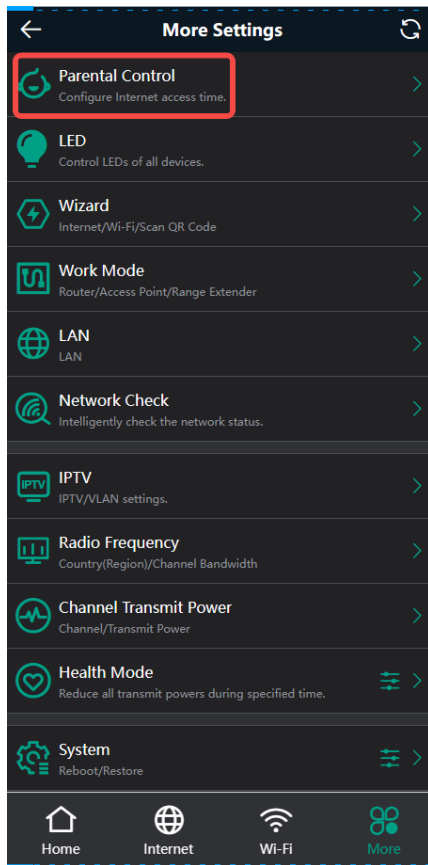 More Settings
Parental Control
Configure Internet access time.
LED
Control LEDs of all devices.
Wizard
Internet/Wi-Fi/Scan QR Code
Work Mode
Router/Access Point/Range Extender
LAN
LAN
Network Check
Intelligently check the network status.
IPTV
IPTV
IPTV/VLAN settings.
Radio Frequency
Country(Region)/Channel Bandwidth
Channel Transmit Power
Channel/Transmit Power
Health Mode
Reduce all transmit powers during specified time.
System
Reboot/Restore
Home Internet Wi-Fi More